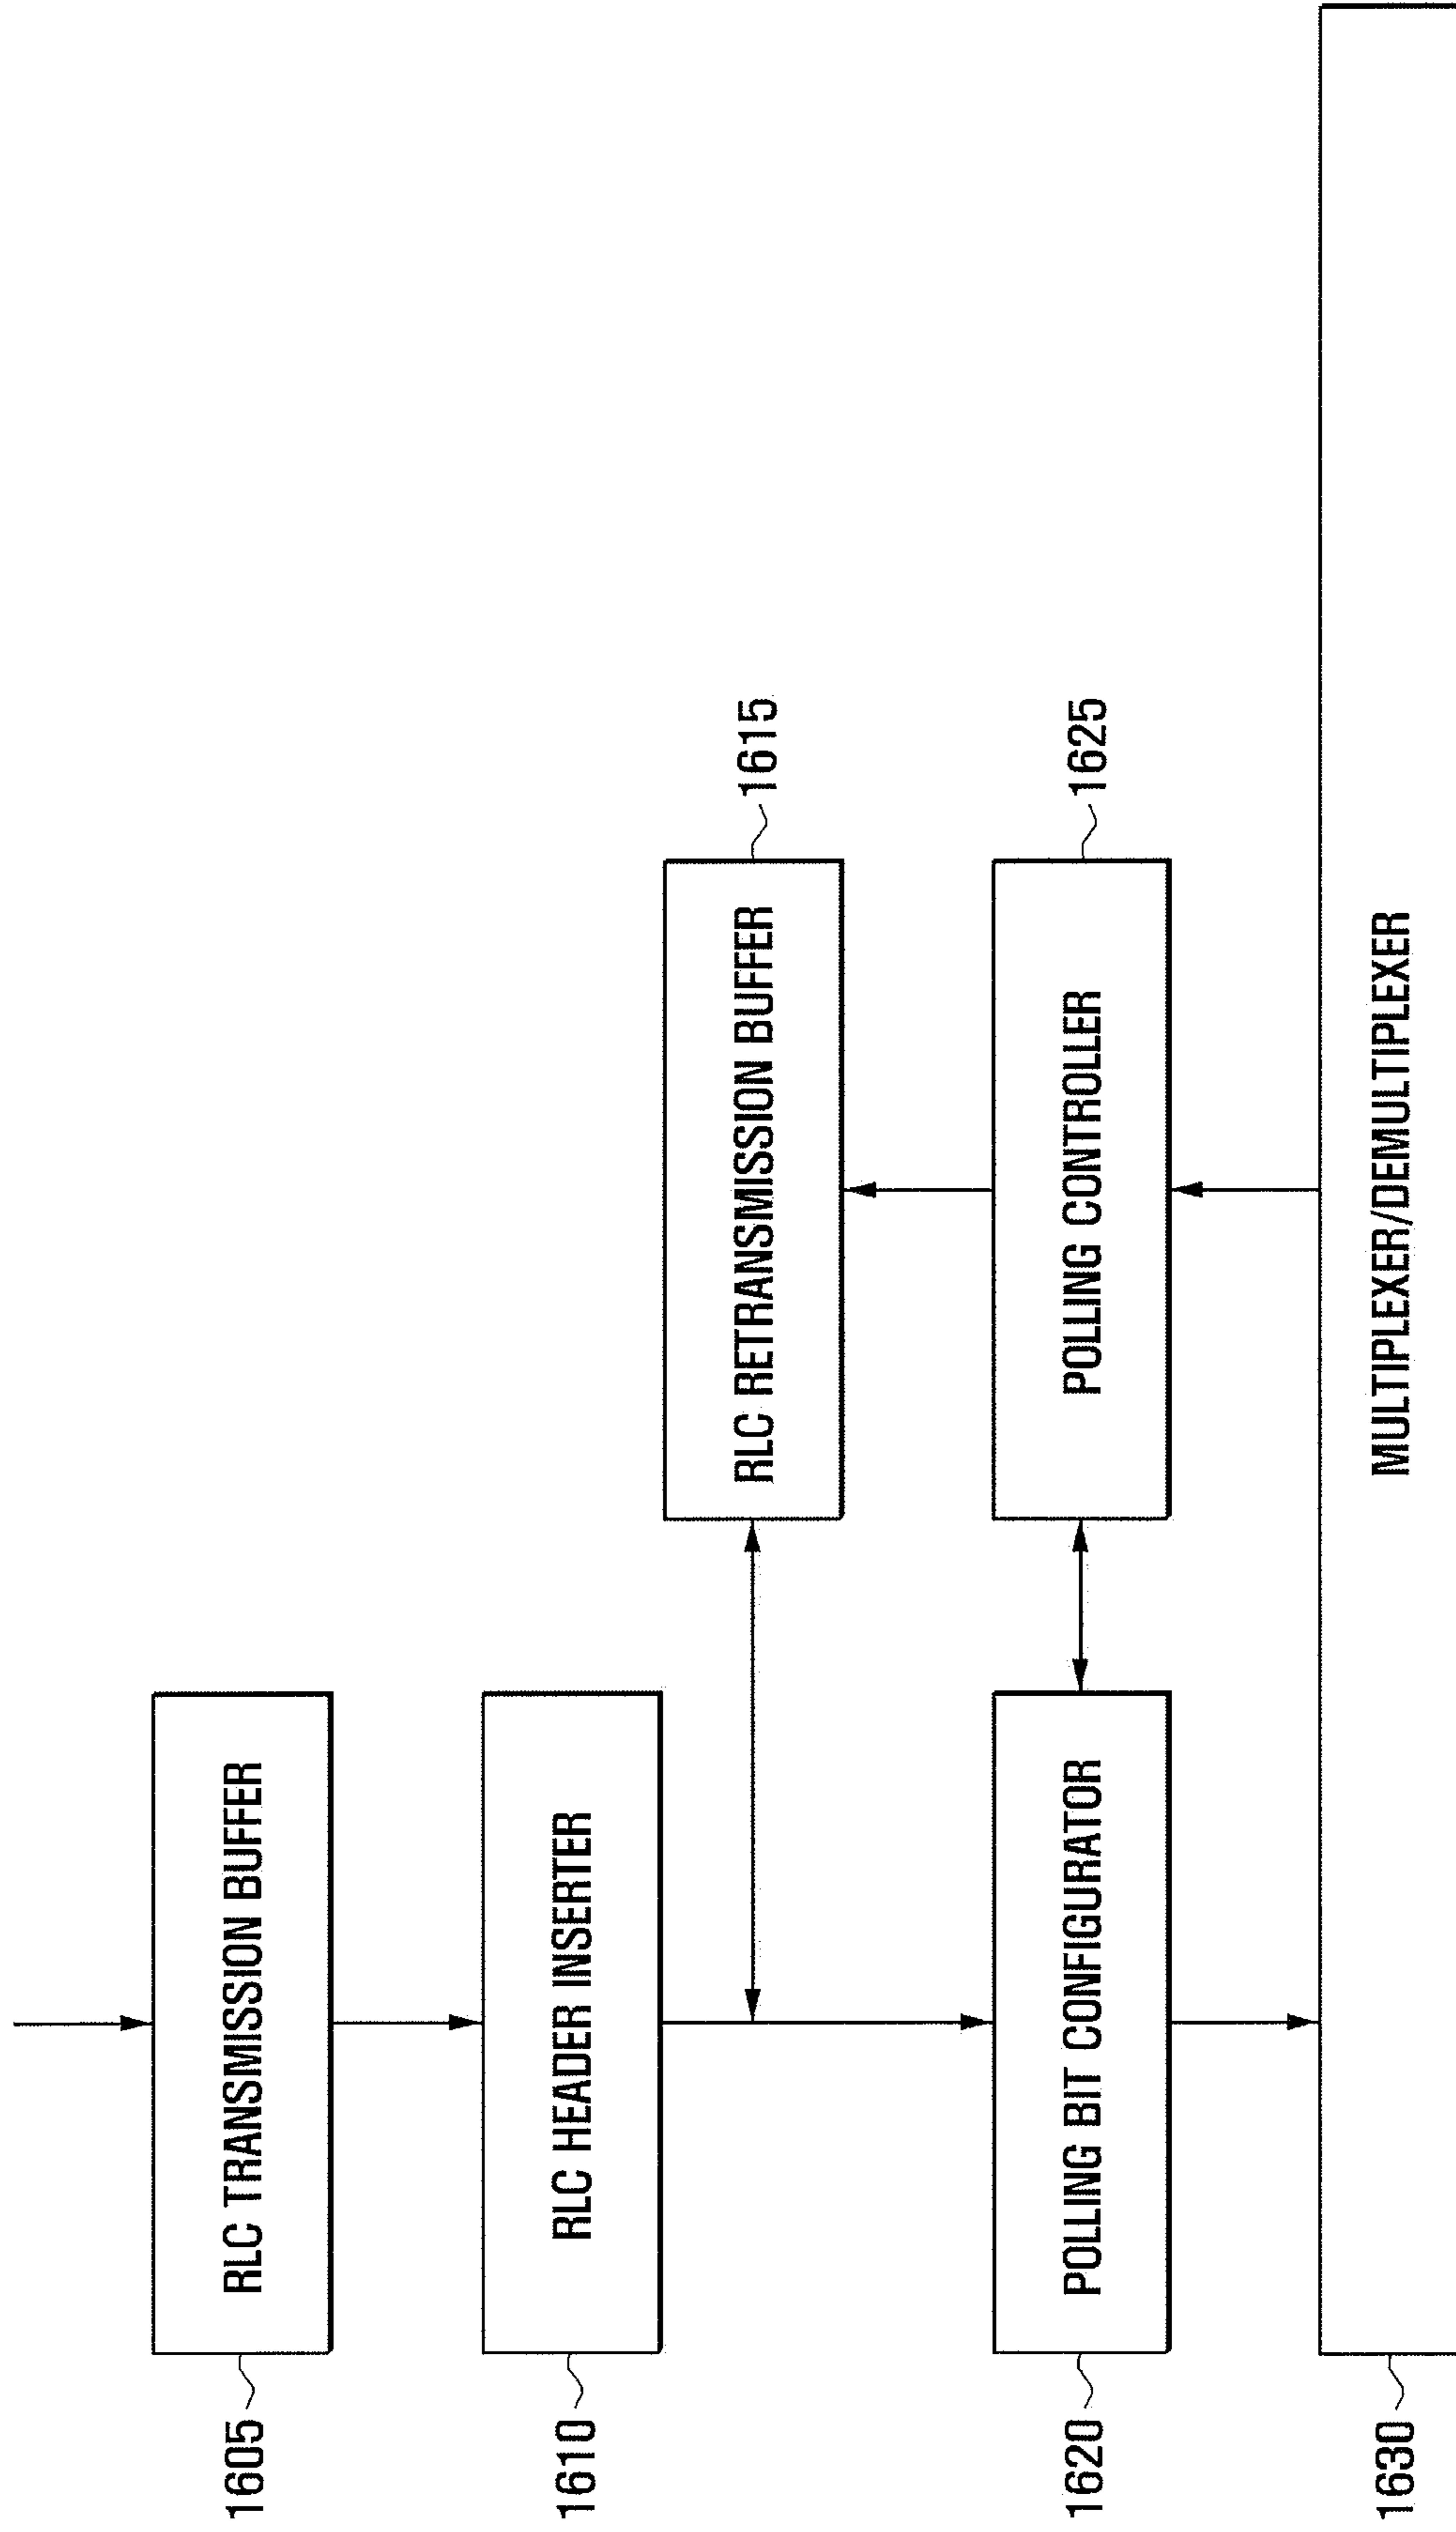 1605
RLC TRANSMISSION BUFFER
1610
RLC HEADER INSERTER
RLC RETRANSMISSION BUFFER
1615
1620
POLLING BIT CONFIGURATOR
POLLING CONTROLLER
1625
1630
MULTIPLEXER/DEMULTIPLEXER